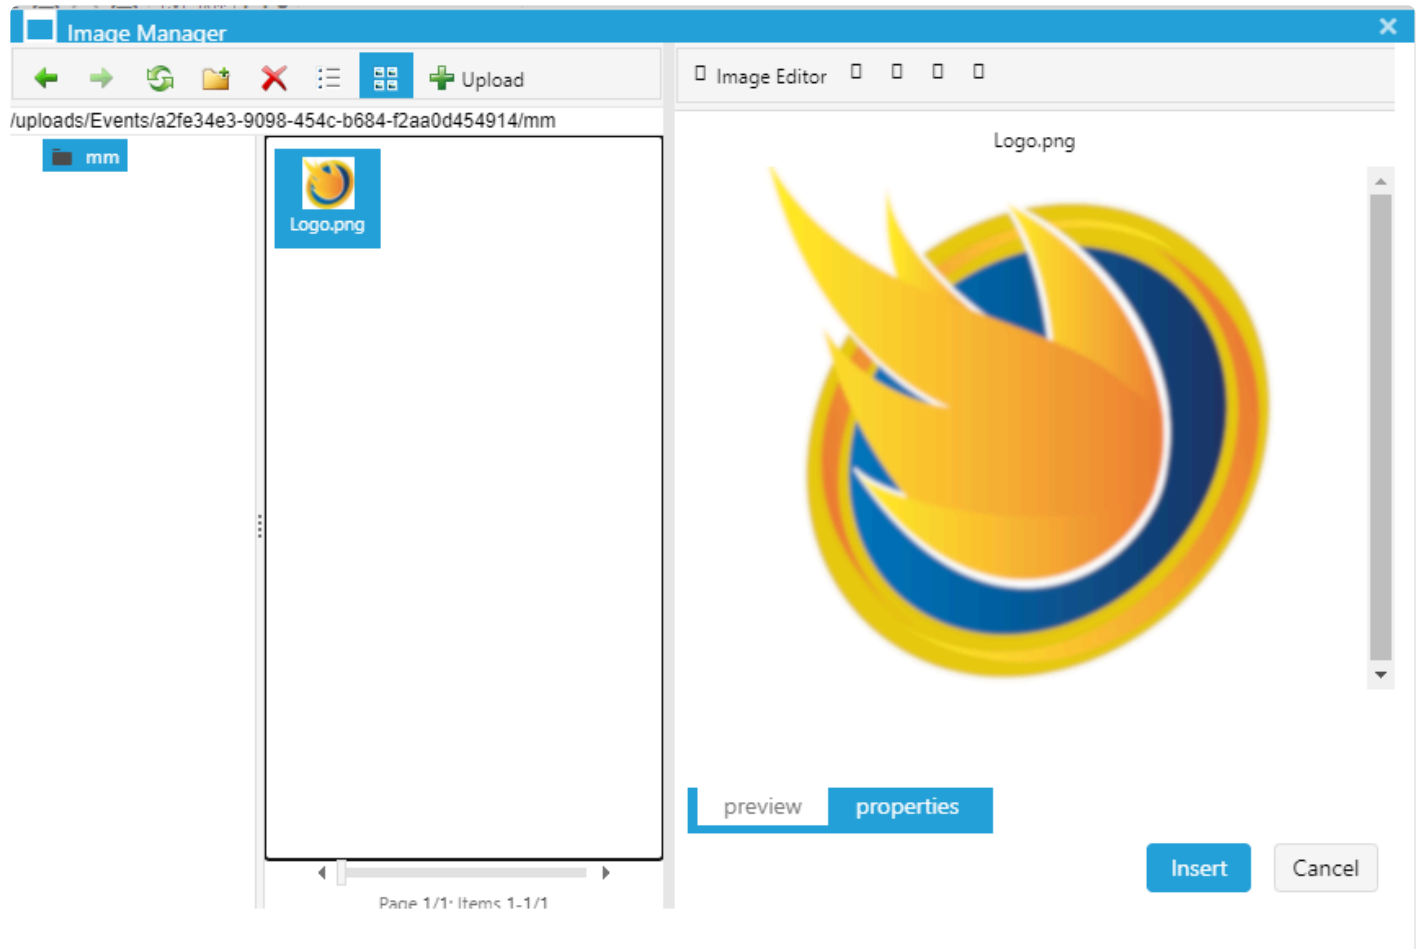 Image Manager
Upload
Image Editor
/uploads/Events/a2fe34e3-9098-454c-b684-f2aa0d454914/mm
mm
Logo.png
Logo.png
preview
properties
Insert
Cancel
Page 1/1: Items 1-1/1